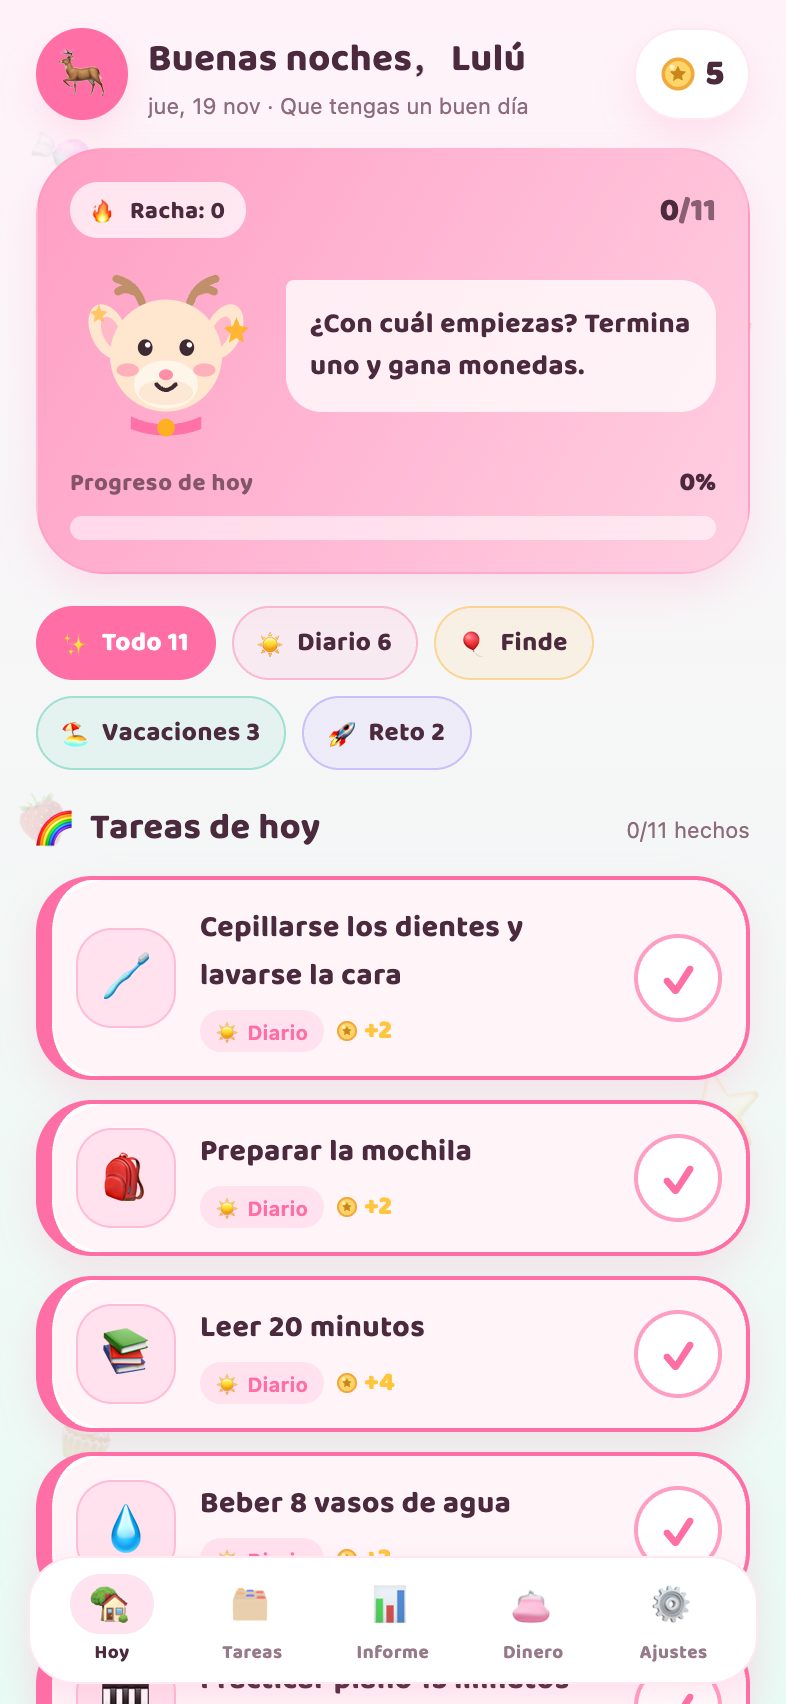 Buenas noches， Lulú
jue, 19 nov · Que tengas un buen día
5
Racha: 0
0/11
¿Con cuál empiezas? Termina
uno y gana monedas.
Progreso de hoy
0%
Todo 11
Diario 6
Finde
Vacaciones 3
Reto 2
Tareas de hoy
0/11 hechos
Cepillarse los dientes y
lavarse la cara
Diario
+2
Preparar la mochila
Diario
+2
Leer 20 minutos
Diario
+4
Beber 8 vasos de agua
Hoy
Tareas
Informe
Dinero
Ajustes